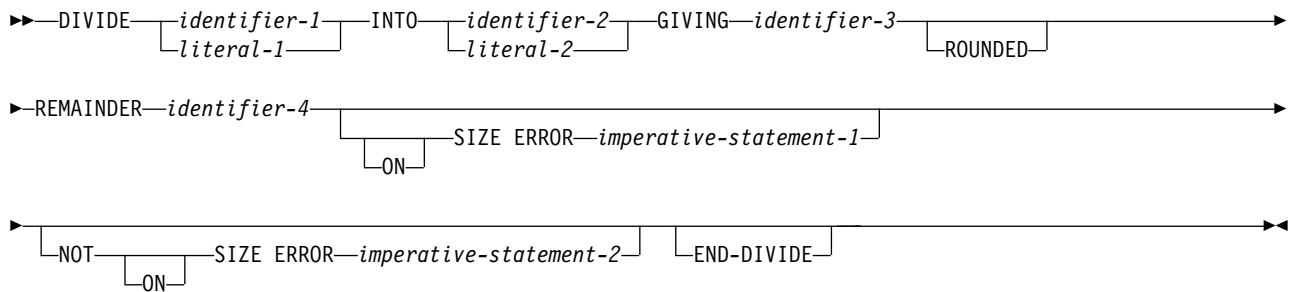 DIVIDE identifier-1 INTO identifier-2 GIVING identifier-3
literal-1 literal-2 ROUNDED
REMAINDER identifier-4
SIZE ERROR imperative-statement-1
ON
NOT SIZE ERROR imperative-statement-2 END-DIVIDE
ON